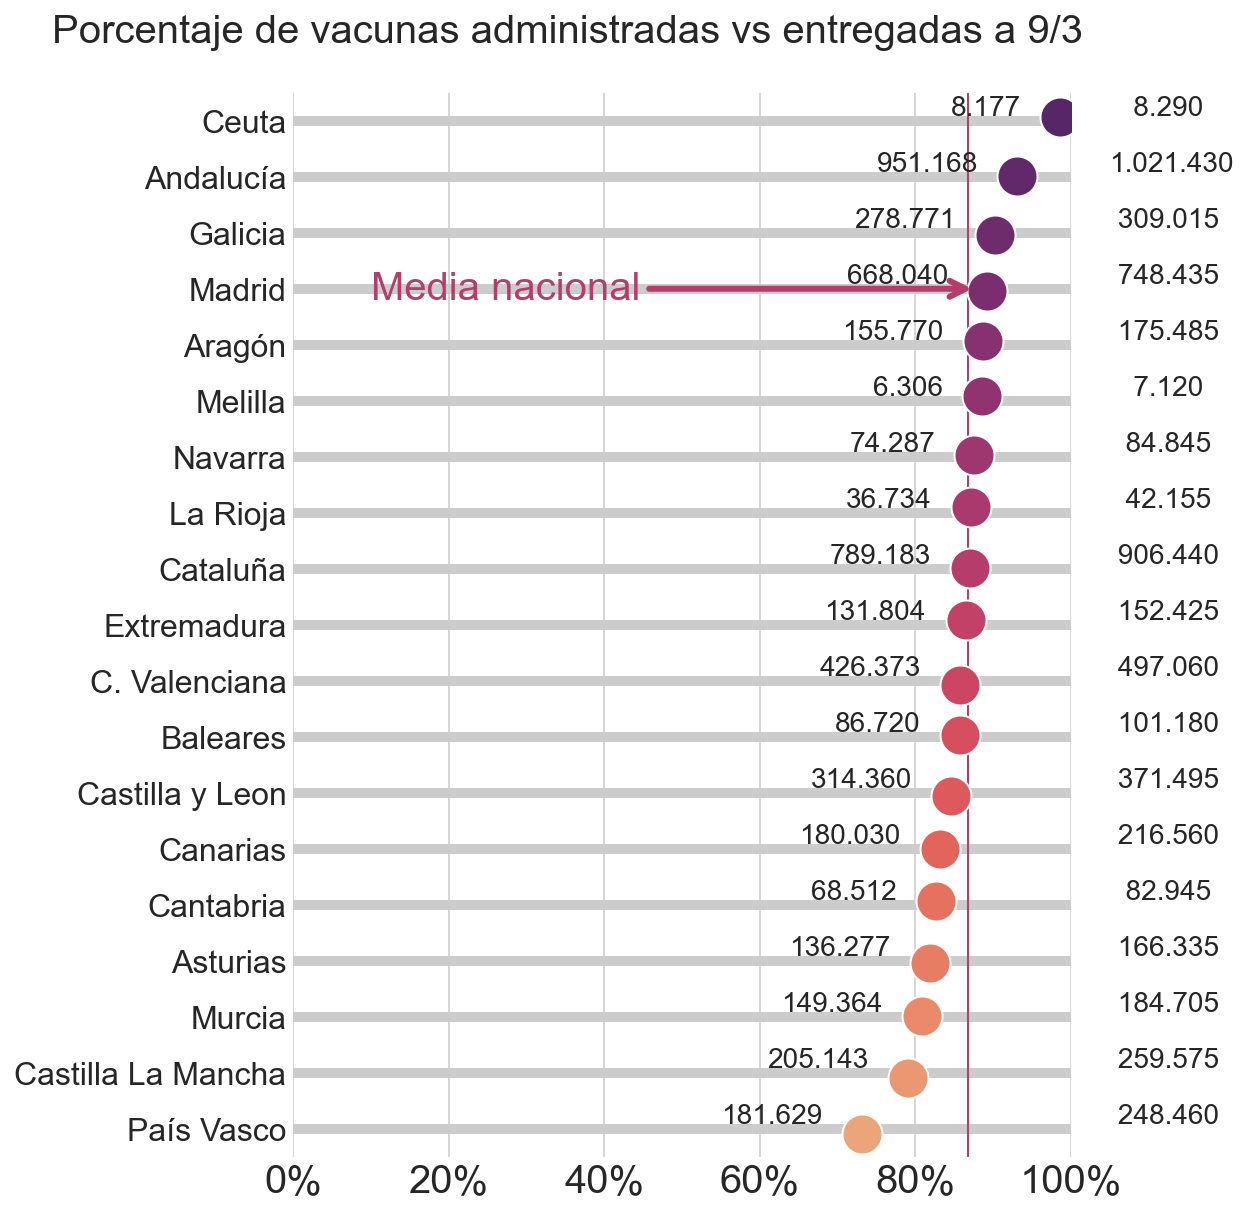 Porcentaje de vacunas administradas vs entregadas a 9/3
Ceuta 8.177 8.290
Andalucía 951.168 1.021.430
Galicia 278.771 309.015
Madrid Media nacional 668.040 748.435
Aragón 155.770 175.485
Melilla 6.306 7.120
Navarra 74.287 84.845
La Rioja 36.734 42.155
Cataluña 789.183 906.440
Extremadura 131.804 152.425
C. Valenciana 426.373 497.060
Baleares 86.720 101.180
Castilla y Leon 314.360 371.495
Canarias 180.030 216.560
Cantabria 68.512 82.945
Asturias 136.277 166.335
Murcia 149.364 184.705
Castilla La Mancha 205.143 259.575
País Vasco 181.629 248.460
0% 20% 40% 60% 80% 100%